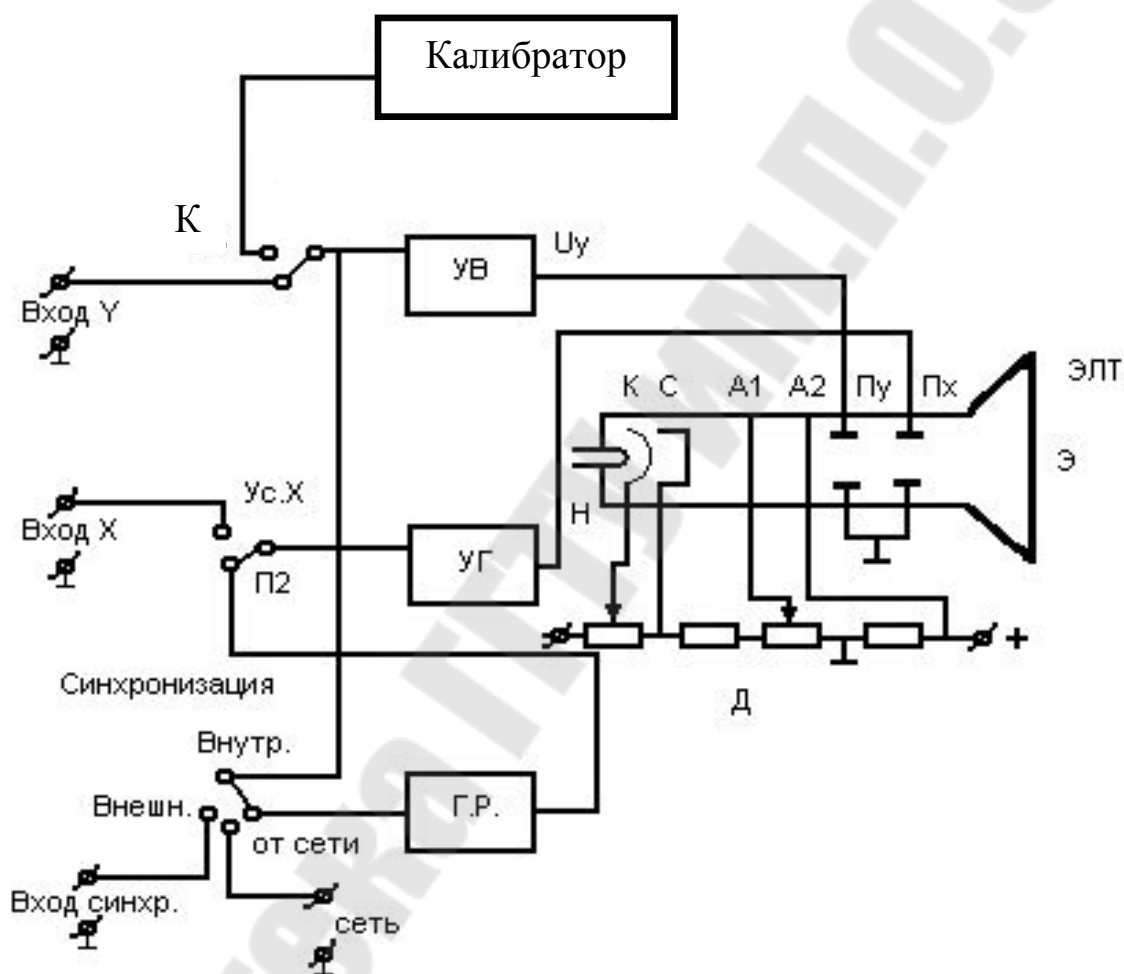 Калибратор
К
УВ
Uy
Вход Y
ЭЛТ
К С А1 А2 Пу Пх
Э
Ус.Х
Вход X
Н
П2
УГ
+
Синхронизация
Д
Внутр.
Внешн.
Г.Р.
от сети
Вход синхр.
сеть